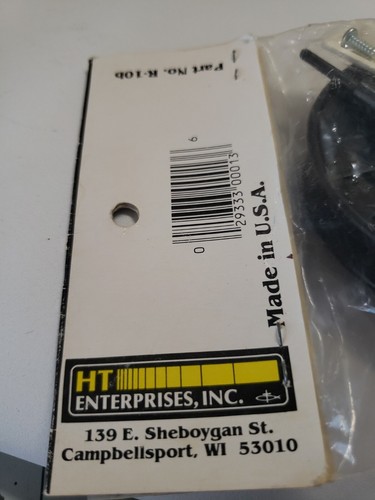 Part No. R-10b
0 29333 00013 6
Made in U.S.A.
HT
ENTERPRISES, INC.
139 E. Sheboygan St.
Campbellsport, WI 53010